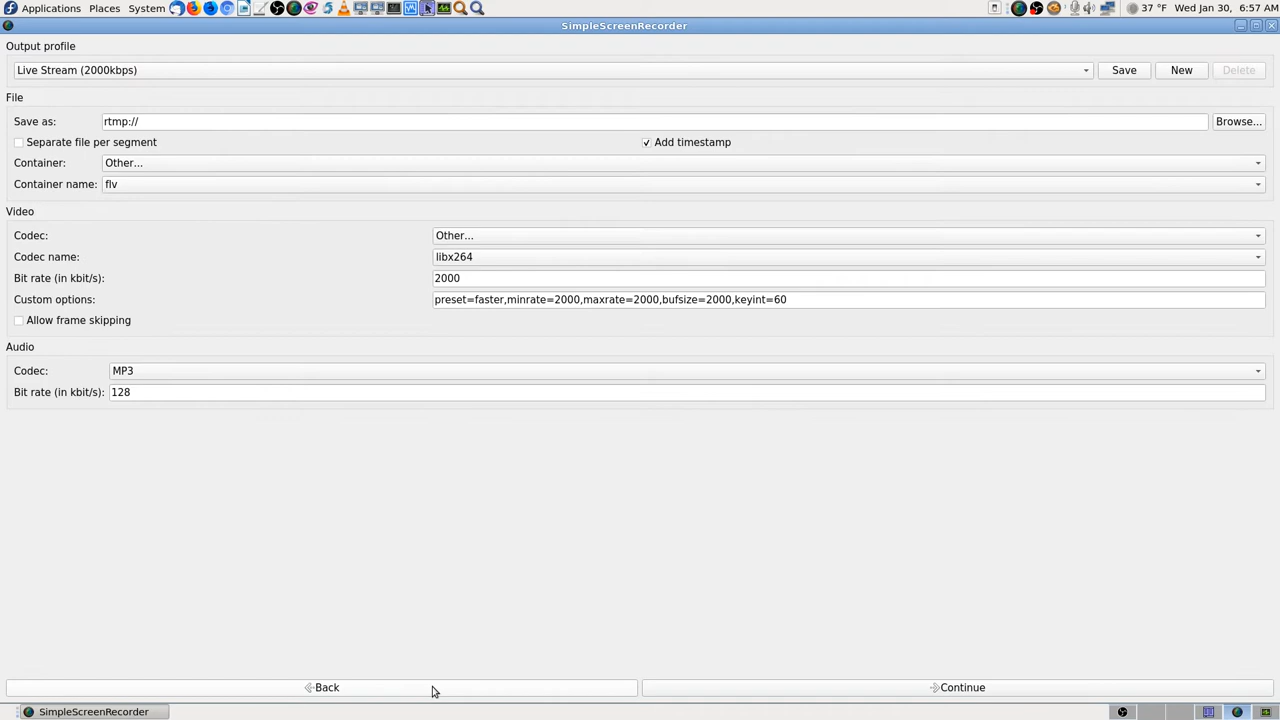 Applications Places System 37 °F Wed Jan 30, 6:57 AM
SimpleScreenRecorder
Output profile
Live Stream (2000kbps) Save New Delete
File
Save as: rtmp:// Browse...
Separate file per segment Add timestamp
Container: Other...
Container name: flv
Video
Codec: Other...
Codec name: libx264
Bit rate (in kbit/s): 2000
Custom options: preset=faster,minrate=2000,maxrate=2000,bufsize=2000,keyint=60
Allow frame skipping
Audio
Codec: MP3
Bit rate (in kbit/s): 128
Back Continue
SimpleScreenRecorder